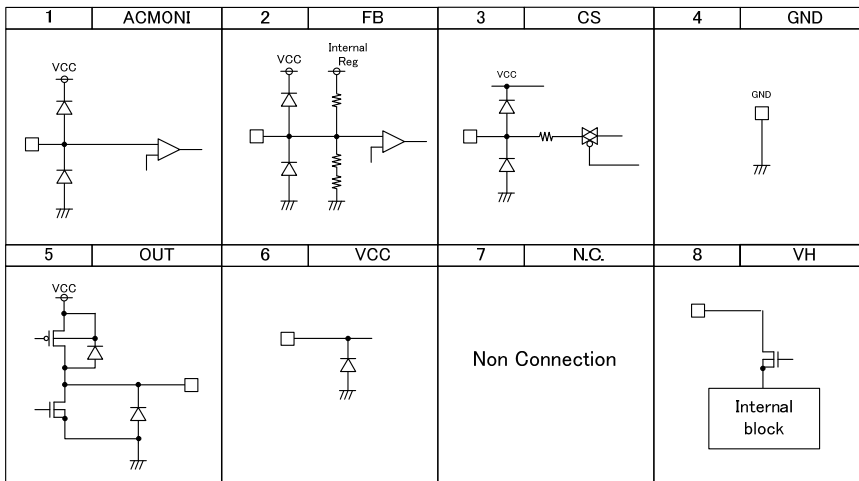 1 ACMONI 2 FB 3 CS 4 GND
VCC
VCC
Internal
Reg
VCC
GND
5 OUT 6 VCC 7 N.C. 8 VH
VCC
Non Connection
Internal
block